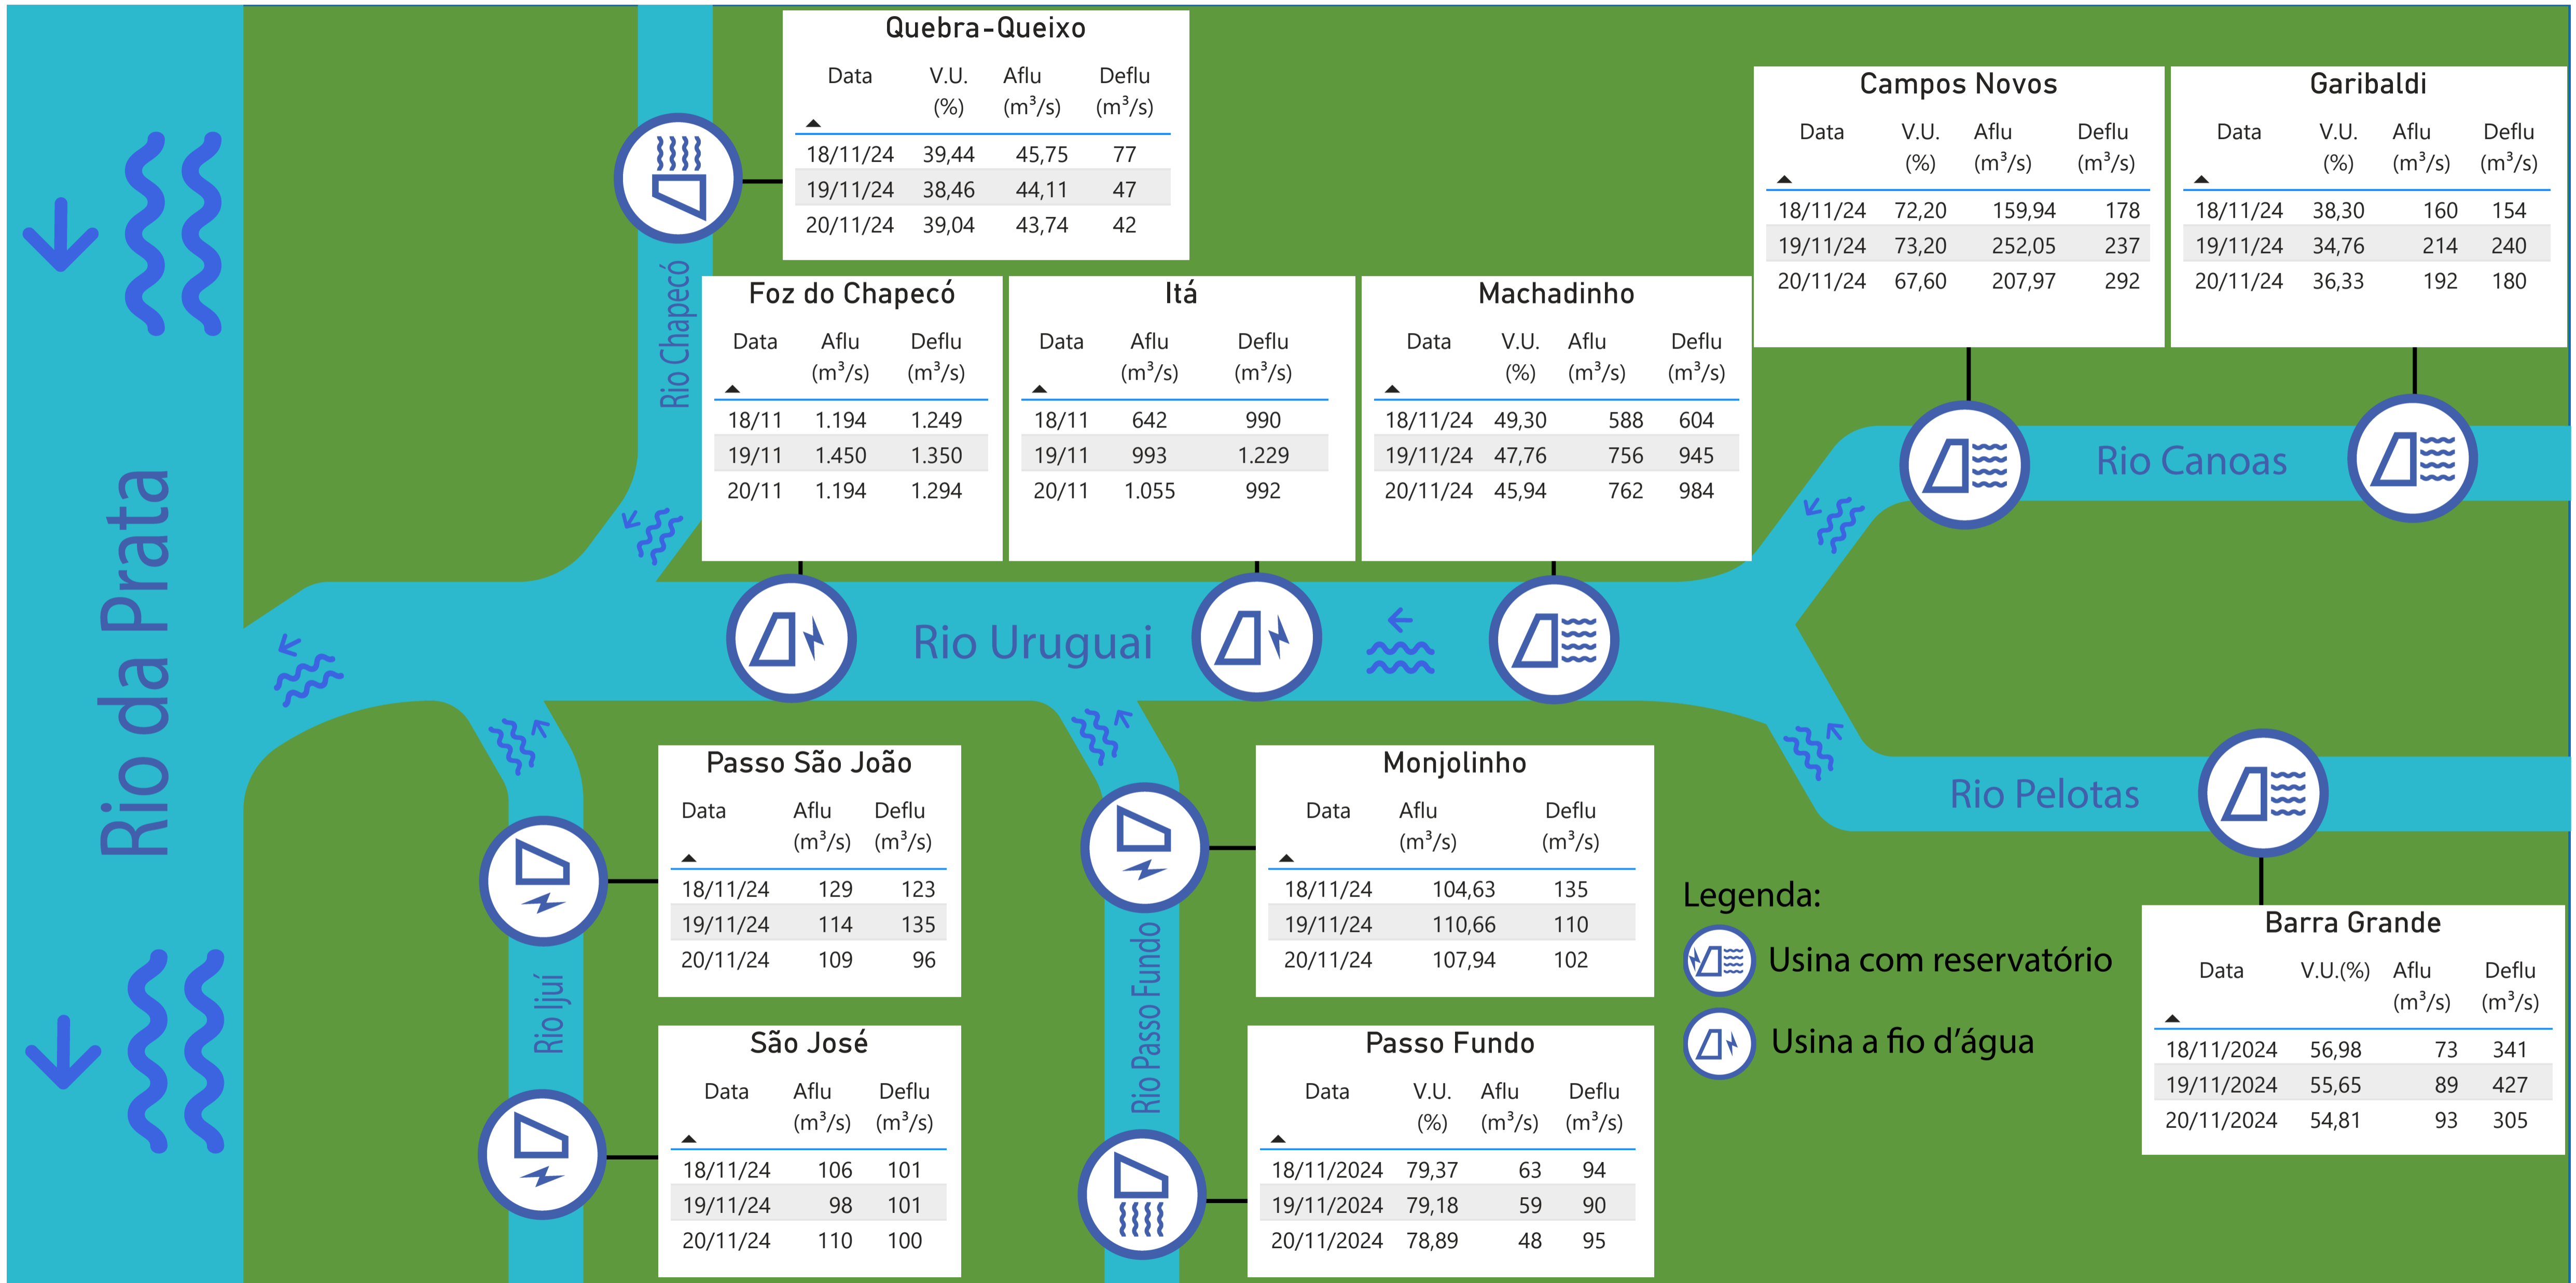 Quebra-Queixo
Data V.U. (%) Aflu (m³/s) Deflu (m³/s)
18/11/24 39,44 45,75 77
19/11/24 38,46 44,11 47
20/11/24 39,04 43,74 42
Campos Novos
Data V.U. (%) Aflu (m³/s) Deflu (m³/s)
18/11/24 72,20 159,94 178
19/11/24 73,20 252,05 237
20/11/24 67,60 207,97 292
Garibaldi
Data V.U. (%) Aflu (m³/s) Deflu (m³/s)
18/11/24 38,30 160 154
19/11/24 34,76 214 240
20/11/24 36,33 192 180
Rio Chapecó
Foz do Chapecó
Data Aflu (m³/s) Deflu (m³/s)
18/11 1.194 1.249
19/11 1.450 1.350
20/11 1.194 1.294
Itá
Data Aflu (m³/s) Deflu (m³/s)
18/11 642 990
19/11 993 1.229
20/11 1.055 992
Machadinho
Data V.U. (%) Aflu (m³/s) Deflu (m³/s)
18/11/24 49,30 588 604
19/11/24 47,76 756 945
20/11/24 45,94 762 984
Rio Canoas
Rio da Prata
Rio Uruguai
Rio Pelotas
Passo São João
Data Aflu (m³/s) Deflu (m³/s)
18/11/24 129 123
19/11/24 114 135
20/11/24 109 96
Monjolinho
Data Aflu (m³/s) Deflu (m³/s)
18/11/24 104,63 135
19/11/24 110,66 110
20/11/24 107,94 102
Legenda:
Usina com reservatório
Usina a fio d'água
Barra Grande
Data V.U.(%) Aflu (m³/s) Deflu (m³/s)
18/11/2024 56,98 73 341
19/11/2024 55,65 89 427
20/11/2024 54,81 93 305
Rio Ijuí
São José
Data Aflu (m³/s) Deflu (m³/s)
18/11/24 106 101
19/11/24 98 101
20/11/24 110 100
Rio Passo Fundo
Passo Fundo
Data V.U. (%) Aflu (m³/s) Deflu (m³/s)
18/11/2024 79,37 63 94
19/11/2024 79,18 59 90
20/11/2024 78,89 48 95